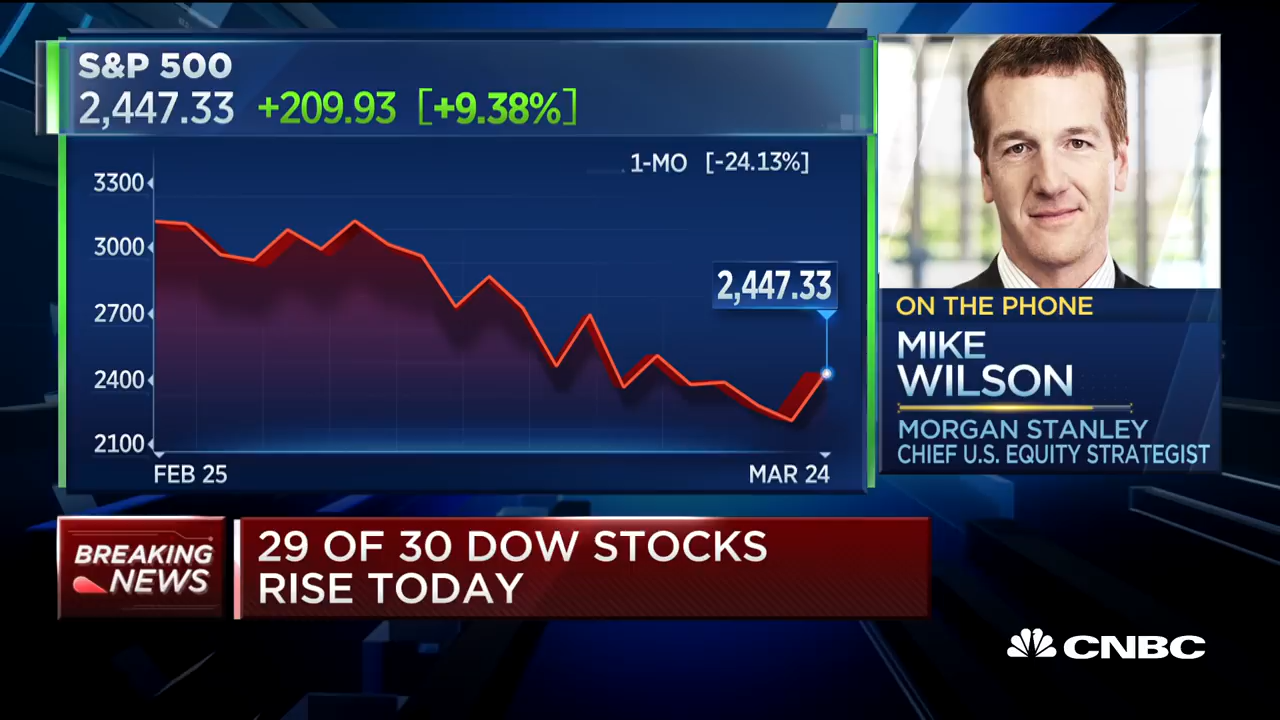 S&P 500
2,447.33 +209.93 [+9.38%]
1-MO [-24.13%]
3300
3000
2700
2400
2100
2,447.33
FEB 25
MAR 24
ON THE PHONE
MIKE
WILSON
MORGAN STANLEY
CHIEF U.S. EQUITY STRATEGIST
BREAKING
NEWS
29 OF 30 DOW STOCKS
RISE TODAY
CNBC